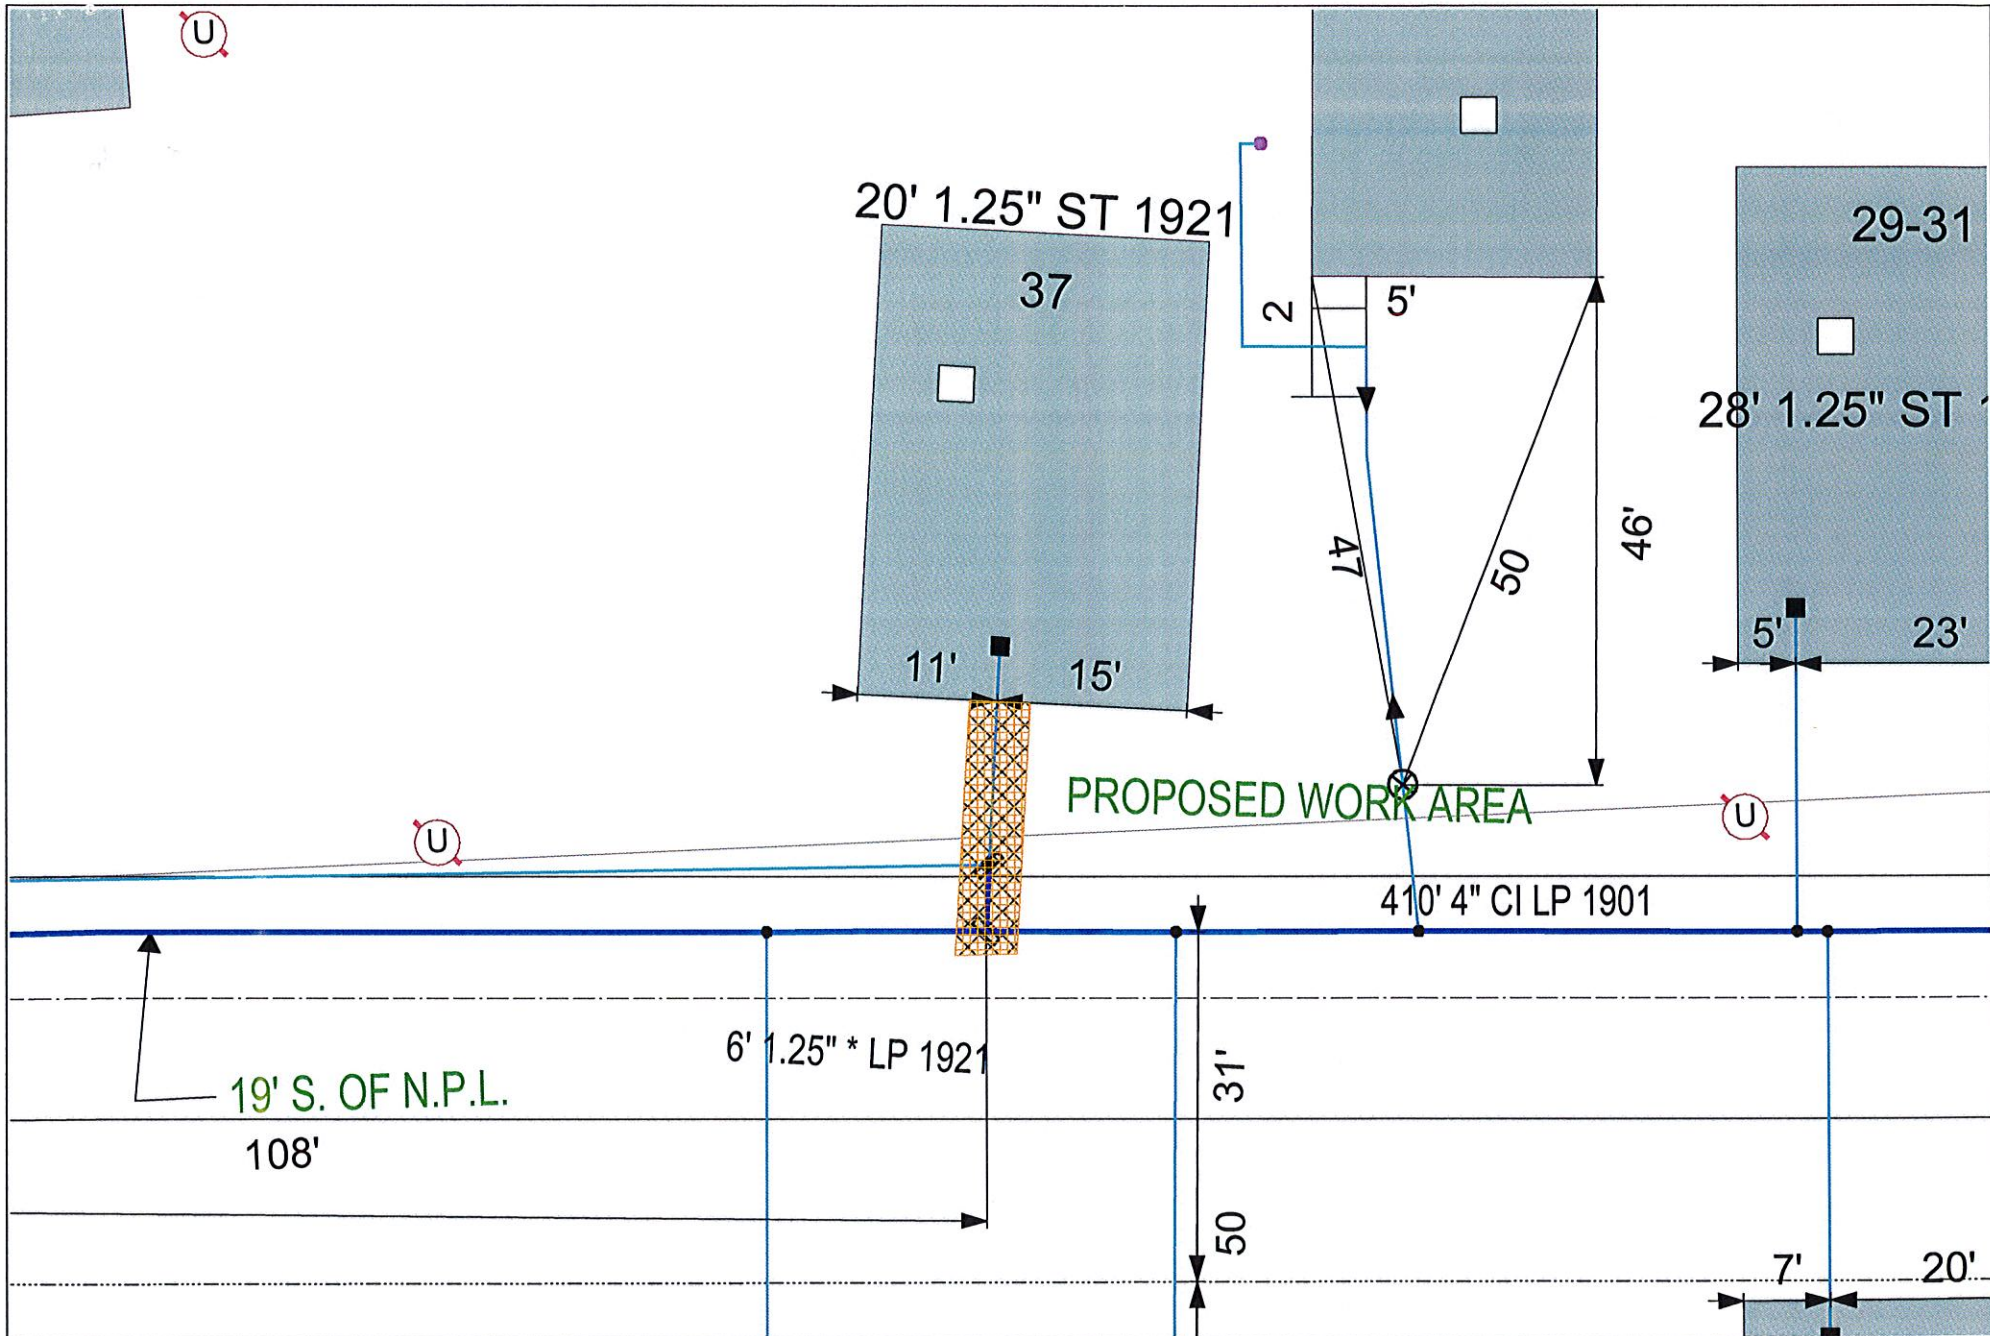 U
20' 1.25" ST 1921
37
29-31
2
5'
28' 1.25" ST
47
50
46'
11'
15'
5'
23'
PROPOSED WORK AREA
U
U
410' 4" CI LP 1901
6' 1.25" * LP 1921
31'
19' S. OF N.P.L.
108'
50
7'
20'